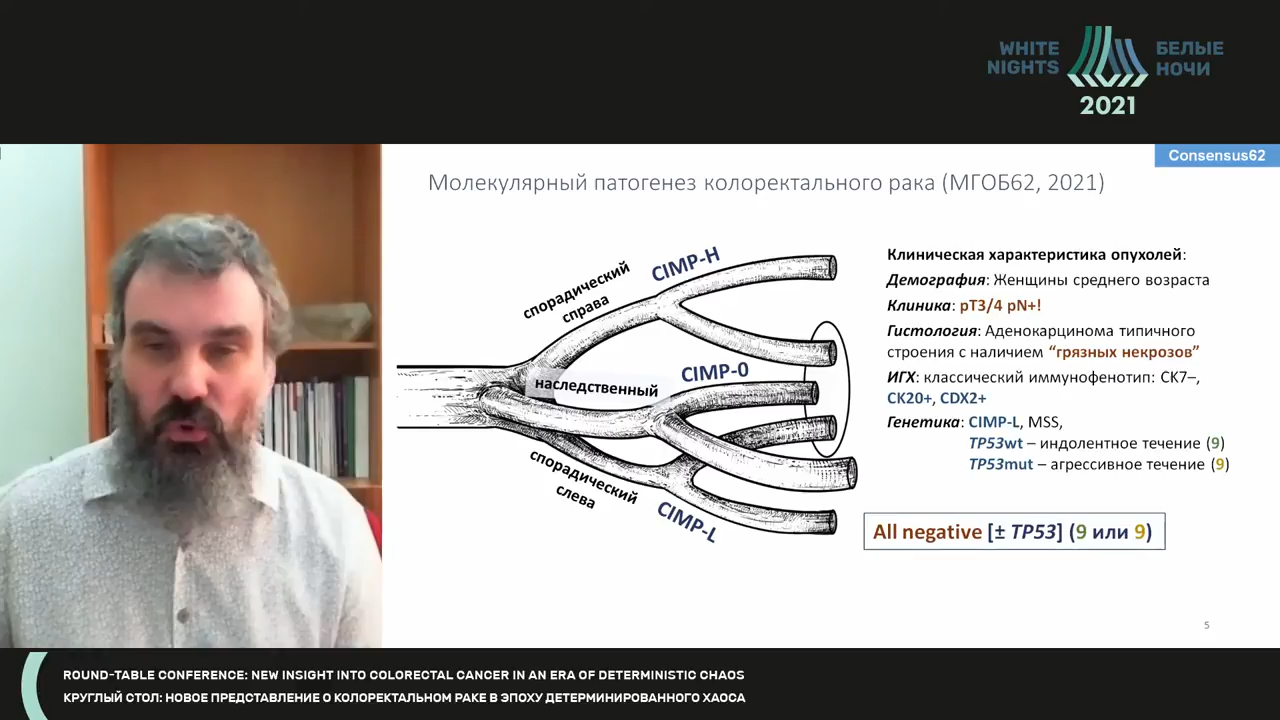 WHITE
NIGHTS
БЕЛЫЕ
НОЧИ
2021
Consensus62
Молекулярный патогенез колоректального рака (МГОБ62, 2021)
спорадический
справа
CIMP-H
наследственный
CIMP-0
спорадический
слева
CIMP-L
Клиническая характеристика опухолей:
Демография: Женщины среднего возраста
Клиника: pT3/4 pN+!
Гистология: Аденокарцинома типичного
строения с наличием “грязных некрозов”
ИГХ: классический иммунофенотип: CK7–,
CK20+, CDX2+
Генетика: CIMP-L, MSS,
TP53wt – индолентное течение (9)
TP53mut – агрессивное течение (9)
All negative [± TP53] (9 или 9)
5
ROUND-TABLE CONFERENCE: NEW INSIGHT INTO COLORECTAL CANCER IN AN ERA OF DETERMINISTIC CHAOS
КРУГЛЫЙ СТОЛ: НОВОЕ ПРЕДСТАВЛЕНИЕ О КОЛОРЕКТАЛЬНОМ РАКЕ В ЭПОХУ ДЕТЕРМИНИРОВАННОГО ХАОСА